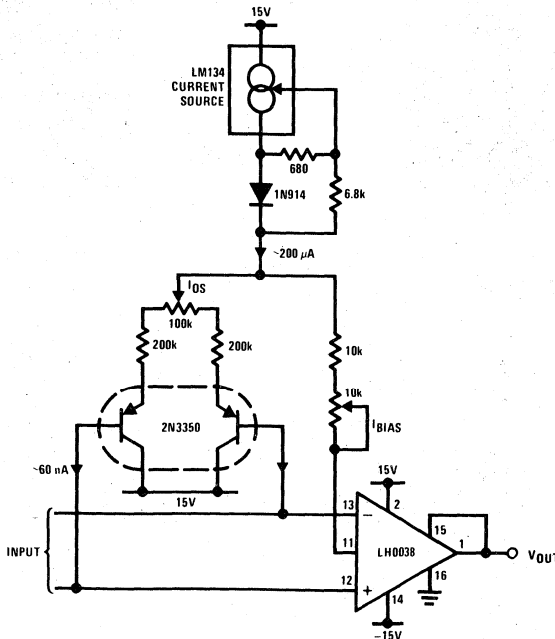 15V
LM134
CURRENT
SOURCE
680
1N914
6.8k
~200 μA
IOS
100k
200k
200k
10k
10k
IBIAS
2N3350
~60 nA
15V
15V
13
2
15
−
11
LH0038
1
VOUT
INPUT
12
+
16
14
−15V